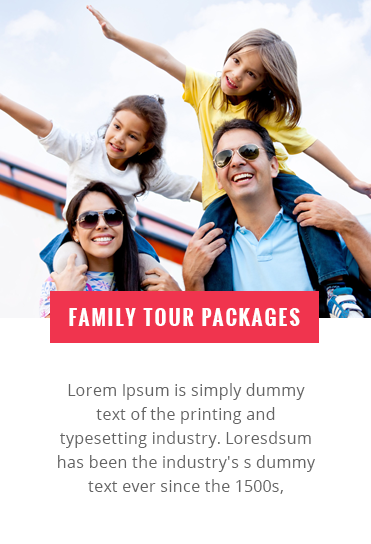 FAMILY TOUR PACKAGES
Lorem Ipsum is simply dummy
text of the printing and
typesetting industry. Loresdsum
has been the industry's s dummy
text ever since the 1500s,